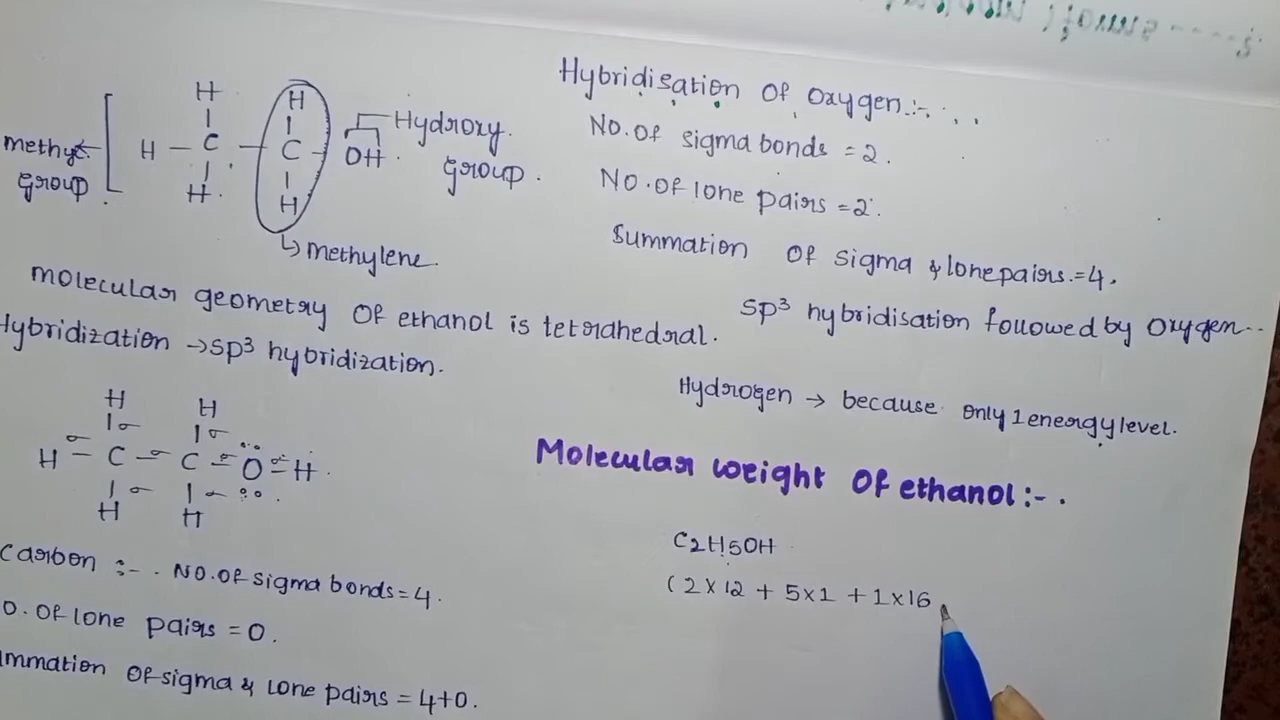 Hybridisation of oxygen:-..
No. of sigma bonds = 2.
No. of lone pairs = 2.
Summation of sigma & lone pairs = 4.
sp³ hybridisation followed by oxygen..
Hydrogen → because only 1 energy level.
Molecular weight of ethanol:-.
C2H5OH
(2×12 + 5×1 + 1×16
H H
H – C – C – OH
H. H
methyl group.
Hydroxy group.
↳ methylene.
molecular geometry of ethanol is tetrahedral.
Hybridization → sp³ hybridization.
H H
σ σ
H – C – C – O – H.
σ σ σ σ σ
σ σ
H H
Carbon :-. No. of sigma bonds = 4.
o. of lone pairs = 0.
mmation of sigma & lone pairs = 4+0.